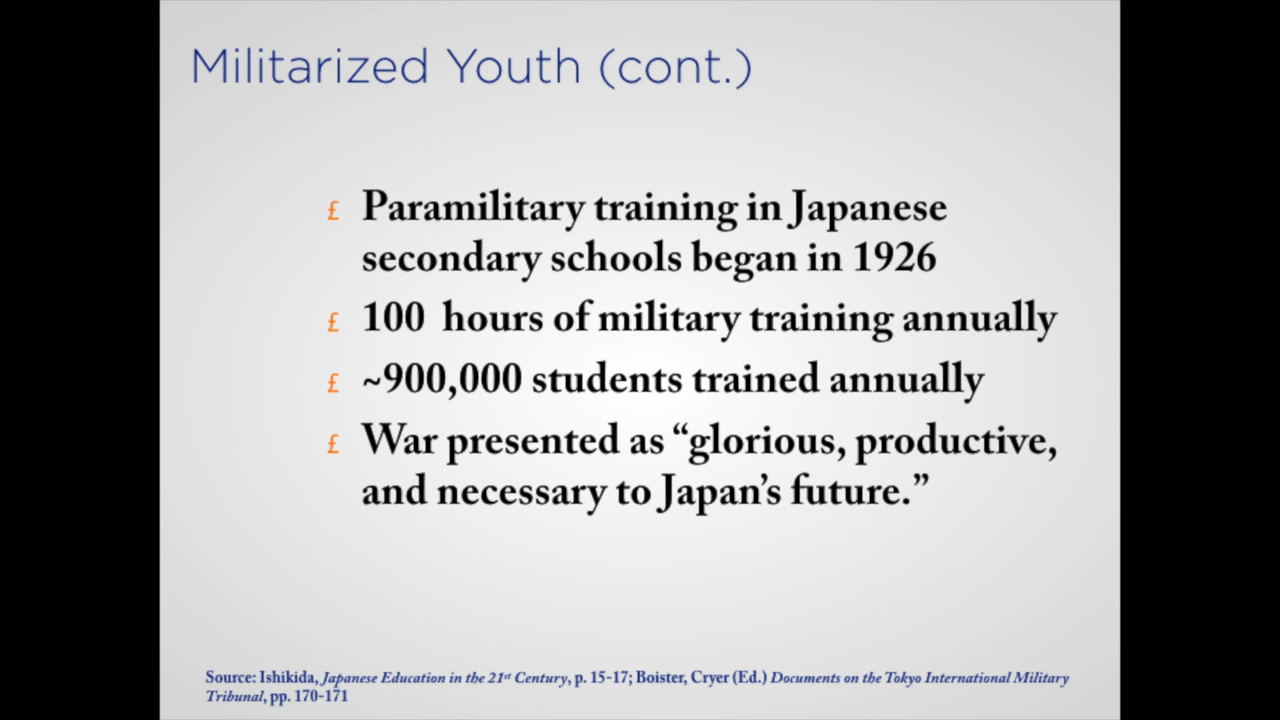 Militarized Youth (cont.)
£ Paramilitary training in Japanese
secondary schools began in 1926
£ 100 hours of military training annually
£ ~900,000 students trained annually
£ War presented as “glorious, productive,
and necessary to Japan’s future.”
Source: Ishikida, Japanese Education in the 21st Century, p. 15-17; Boister, Cryer (Ed.) Documents on the Tokyo International Military
Tribunal, pp. 170-171